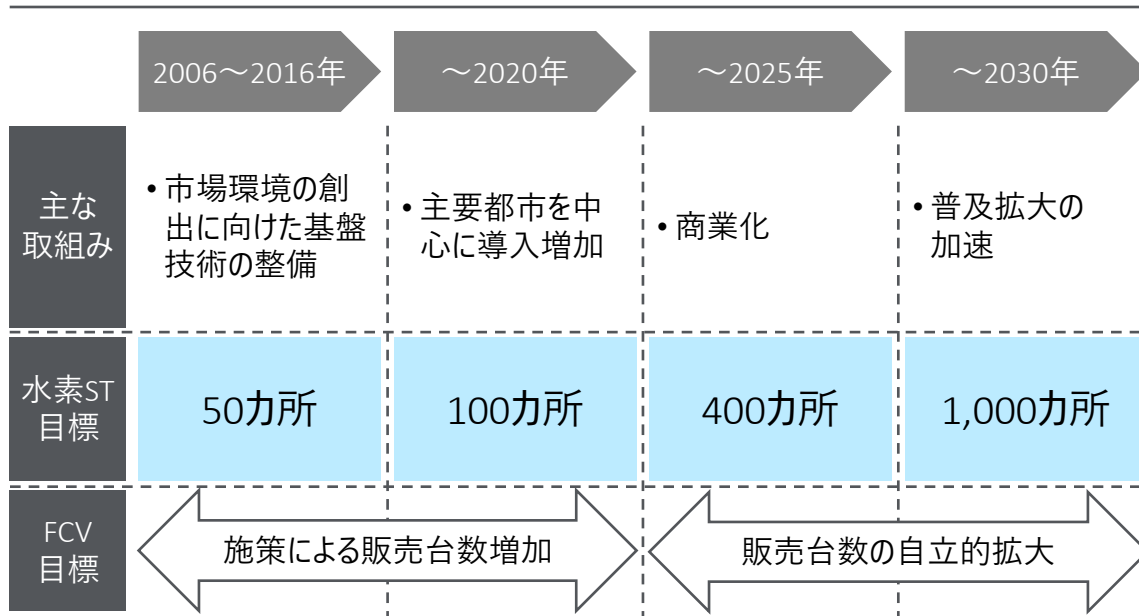 2006～2016年
～2020年
～2025年
～2030年
主な
取組み
• 市場環境の創
出に向けた基盤
技術の整備
• 主要都市を中
心に導入増加
• 商業化
• 普及拡大の
加速
水素ST
目標
50カ所
100カ所
400カ所
1,000カ所
FCV
目標
施策による販売台数増加
販売台数の自立的拡大